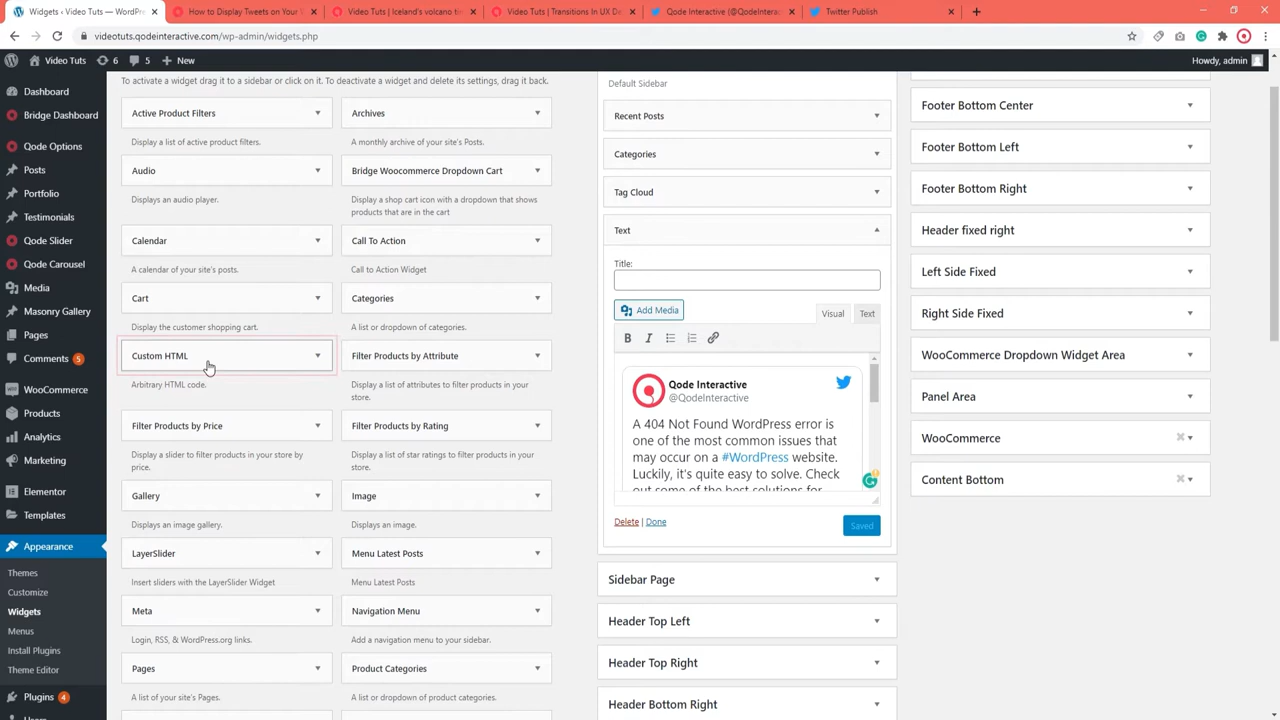 Widgets ‹ Video Tuts — WordPre
How to Display Tweets on Your W
Video Tuts | Iceland's volcano ti
Video Tuts | Transitions In UX De
Qode Interactive (@QodeInterac
Twitter Publish
videotuts.qodeinteractive.com/wp-admin/widgets.php
Video Tuts
6
5
New
Howdy, admin
Dashboard
Bridge Dashboard
Qode Options
Posts
Portfolio
Testimonials
Qode Slider
Qode Carousel
Media
Masonry Gallery
Pages
Comments 5
WooCommerce
Products
Analytics
Marketing
Elementor
Templates
Appearance
Themes
Customize
Widgets
Menus
Install Plugins
Theme Editor
Plugins 4
To activate a widget drag it to a sidebar or click on it. To deactivate a widget and delete its settings, drag it back.
Active Product Filters
Display a list of active product filters.
Archives
A monthly archive of your site's Posts.
Audio
Displays an audio player.
Bridge Woocommerce Dropdown Cart
Display a shop cart icon with a dropdown that shows
products that are in the cart
Calendar
A calendar of your site's posts.
Call To Action
Call to Action Widget
Cart
Display the customer shopping cart.
Categories
A list or dropdown of categories.
Custom HTML
Arbitrary HTML code.
Filter Products by Attribute
Display a list of attributes to filter products in your
store.
Filter Products by Price
Display a slider to filter products in your store by
price.
Filter Products by Rating
Display a list of star ratings to filter products in your
store.
Gallery
Displays an image gallery.
Image
Displays an image.
LayerSlider
Insert sliders with the LayerSlider Widget
Menu Latest Posts
Menu Latest Posts
Meta
Login, RSS, & WordPress.org links.
Navigation Menu
Add a navigation menu to your sidebar.
Pages
A list of your site's Pages.
Product Categories
A list or dropdown of product categories.
Default Sidebar
Recent Posts
Categories
Tag Cloud
Text
Title:
Add Media
Visual
Text
B I
Qode Interactive
@QodeInteractive
A 404 Not Found WordPress error is
one of the most common issues that
may occur on a #WordPress website.
Luckily, it's quite easy to solve. Check
out some of the best solutions for
Delete | Done
Saved
Sidebar Page
Header Top Left
Header Top Right
Header Bottom Right
Footer Bottom Center
Footer Bottom Left
Footer Bottom Right
Header fixed right
Left Side Fixed
Right Side Fixed
WooCommerce Dropdown Widget Area
Panel Area
WooCommerce
Content Bottom